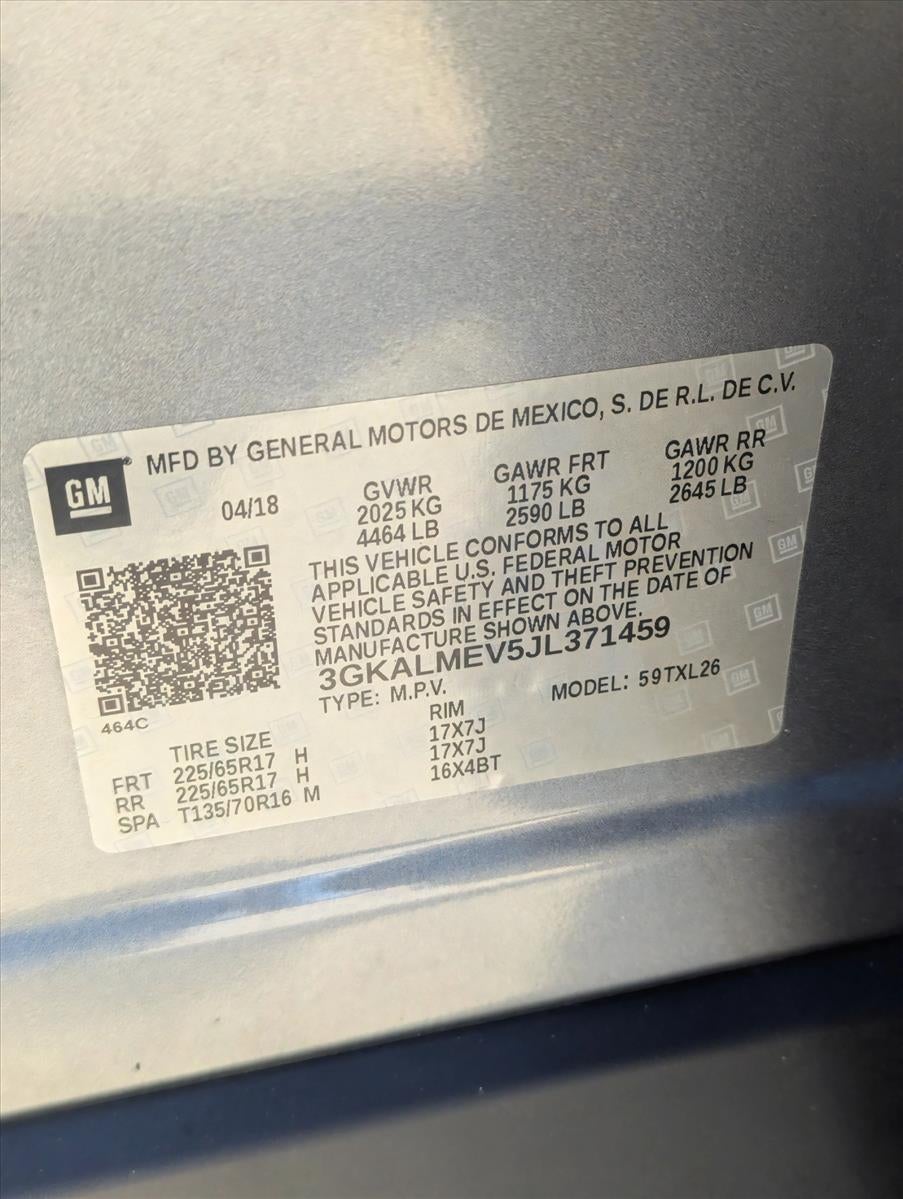 MFD BY GENERAL MOTORS DE MEXICO, S. DE R.L. DE C.V.
GM
04/18
GVWR
2025 KG
4464 LB
GAWR FRT
1175 KG
2590 LB
GAWR RR
1200 KG
2645 LB
THIS VEHICLE CONFORMS TO ALL
APPLICABLE U.S. FEDERAL MOTOR
VEHICLE SAFETY AND THEFT PREVENTION
STANDARDS IN EFFECT ON THE DATE OF
MANUFACTURE SHOWN ABOVE.
3GKALMEV5JL371459
TYPE: M.P.V. MODEL: 59TXL26
464C
TIRE SIZE RIM
FRT 225/65R17 H 17X7J
RR 225/65R17 H 17X7J
SPA T135/70R16 M 16X4BT